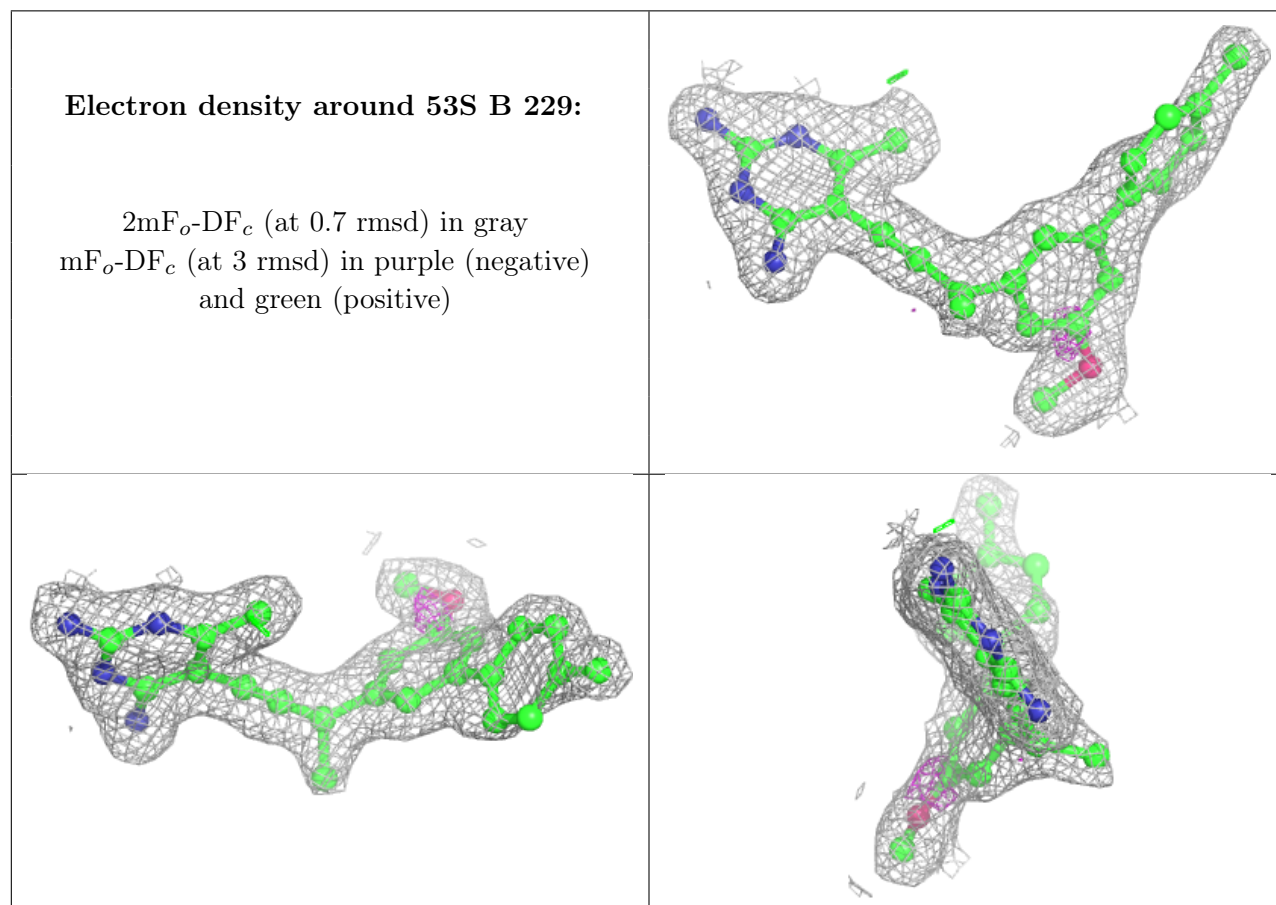 Electron density around 53S B 229:
2mFₒ-DF𝒸 (at 0.7 rmsd) in gray
mFₒ-DF𝒸 (at 3 rmsd) in purple (negative)
and green (positive)